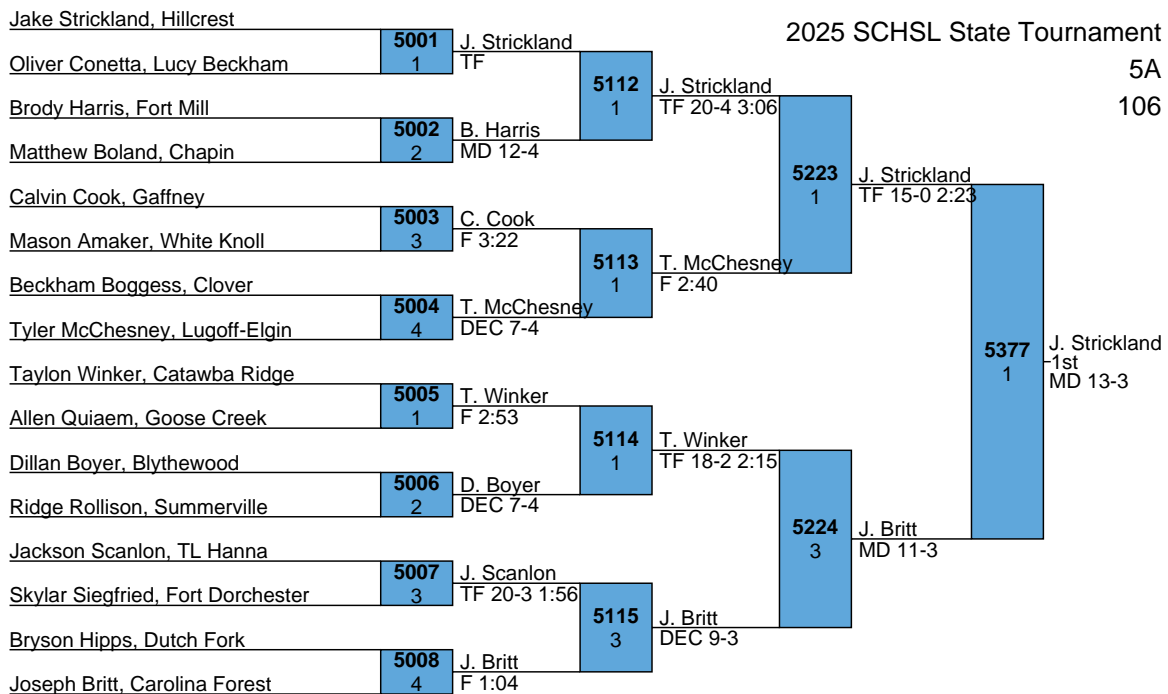 2025 SCHSL State Tournament
5A
106
Jake Strickland, Hillcrest
Oliver Conetta, Lucy Beckham
Brody Harris, Fort Mill
Matthew Boland, Chapin
Calvin Cook, Gaffney
Mason Amaker, White Knoll
Beckham Boggess, Clover
Tyler McChesney, Lugoff-Elgin
Taylon Winker, Catawba Ridge
Allen Quiaem, Goose Creek
Dillan Boyer, Blythewood
Ridge Rollison, Summerville
Jackson Scanlon, TL Hanna
Skylar Siegfried, Fort Dorchester
Bryson Hipps, Dutch Fork
Joseph Britt, Carolina Forest
5001
1
5002
2
5003
3
5004
4
5005
1
5006
2
5007
3
5008
4
J. Strickland
TF
B. Harris
MD 12-4
C. Cook
F 3:22
T. McChesney
DEC 7-4
T. Winker
F 2:53
D. Boyer
DEC 7-4
J. Scanlon
TF 20-3 1:56
J. Britt
F 1:04
5112
1
5113
1
5114
1
5115
3
J. Strickland
TF 20-4 3:06
T. McChesney
F 2:40
T. Winker
TF 18-2 2:15
J. Britt
DEC 9-3
5223
1
5224
3
J. Strickland
TF 15-0 2:23
J. Britt
MD 11-3
5377
1
J. Strickland
1st
MD 13-3